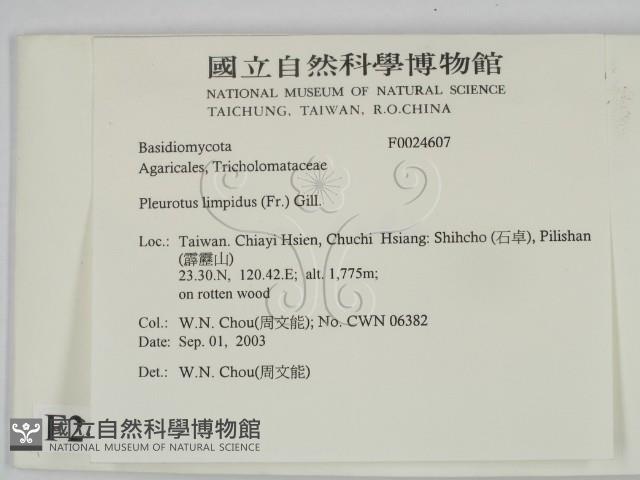 國立自然科學博物館
NATIONAL MUSEUM OF NATURAL SCIENCE
TAICHUNG, TAIWAN, R.O.CHINA
Basidiomycota F0024607
Agaricales, Tricholomataceae
Pleurotus limpidus (Fr.) Gill.
Loc.: Taiwan. Chiayi Hsien, Chuchi Hsiang: Shihcho (石卓), Pilishan
(霹靂山)
23.30.N, 120.42.E; alt. 1,775m;
on rotten wood
Col.: W.N. Chou(周文能); No. CWN 06382
Date: Sep. 01, 2003
Det.: W.N. Chou(周文能)
F2
國立自然科學博物館
NATIONAL MUSEUM OF NATURAL SCIENCE